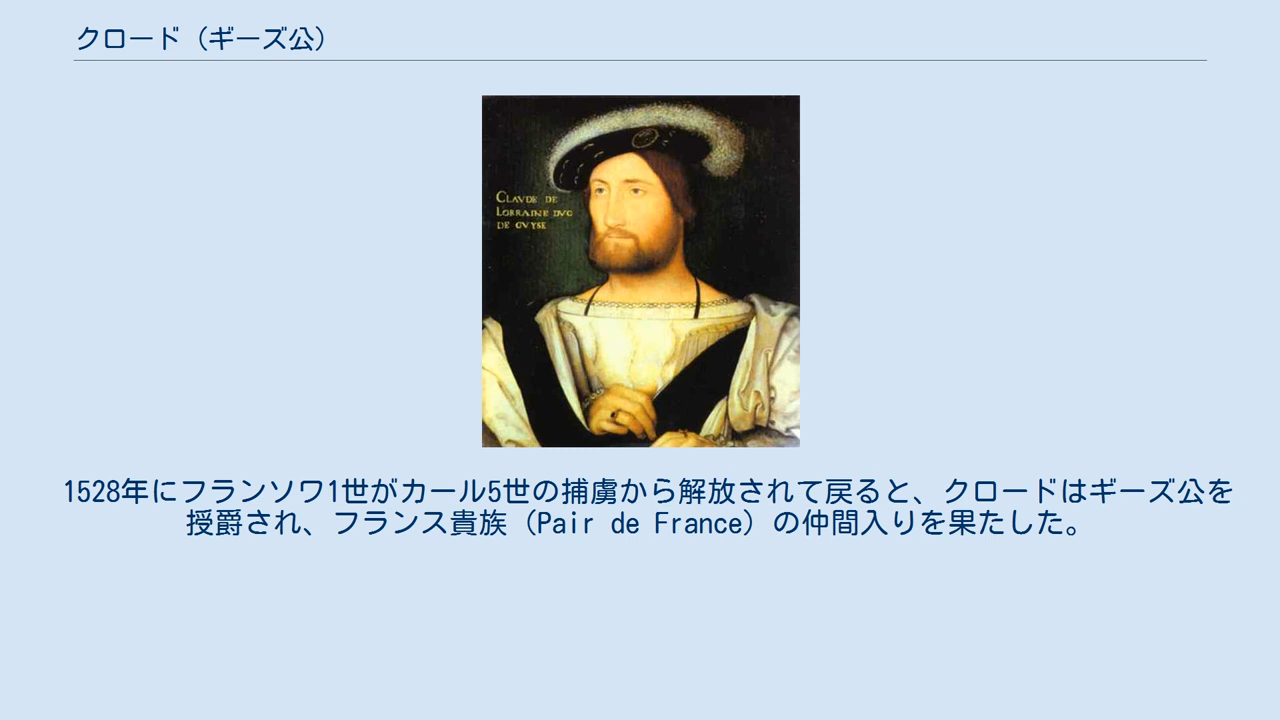 クロード（ギーズ公）
CLAVDE DE
LORRAINE DVC
DE GVYSE
1528年にフランソワ1世がカール5世の捕虜から解放されて戻ると、クロードはギーズ公を
授爵され、フランス貴族（Pair de France）の仲間入りを果たした。